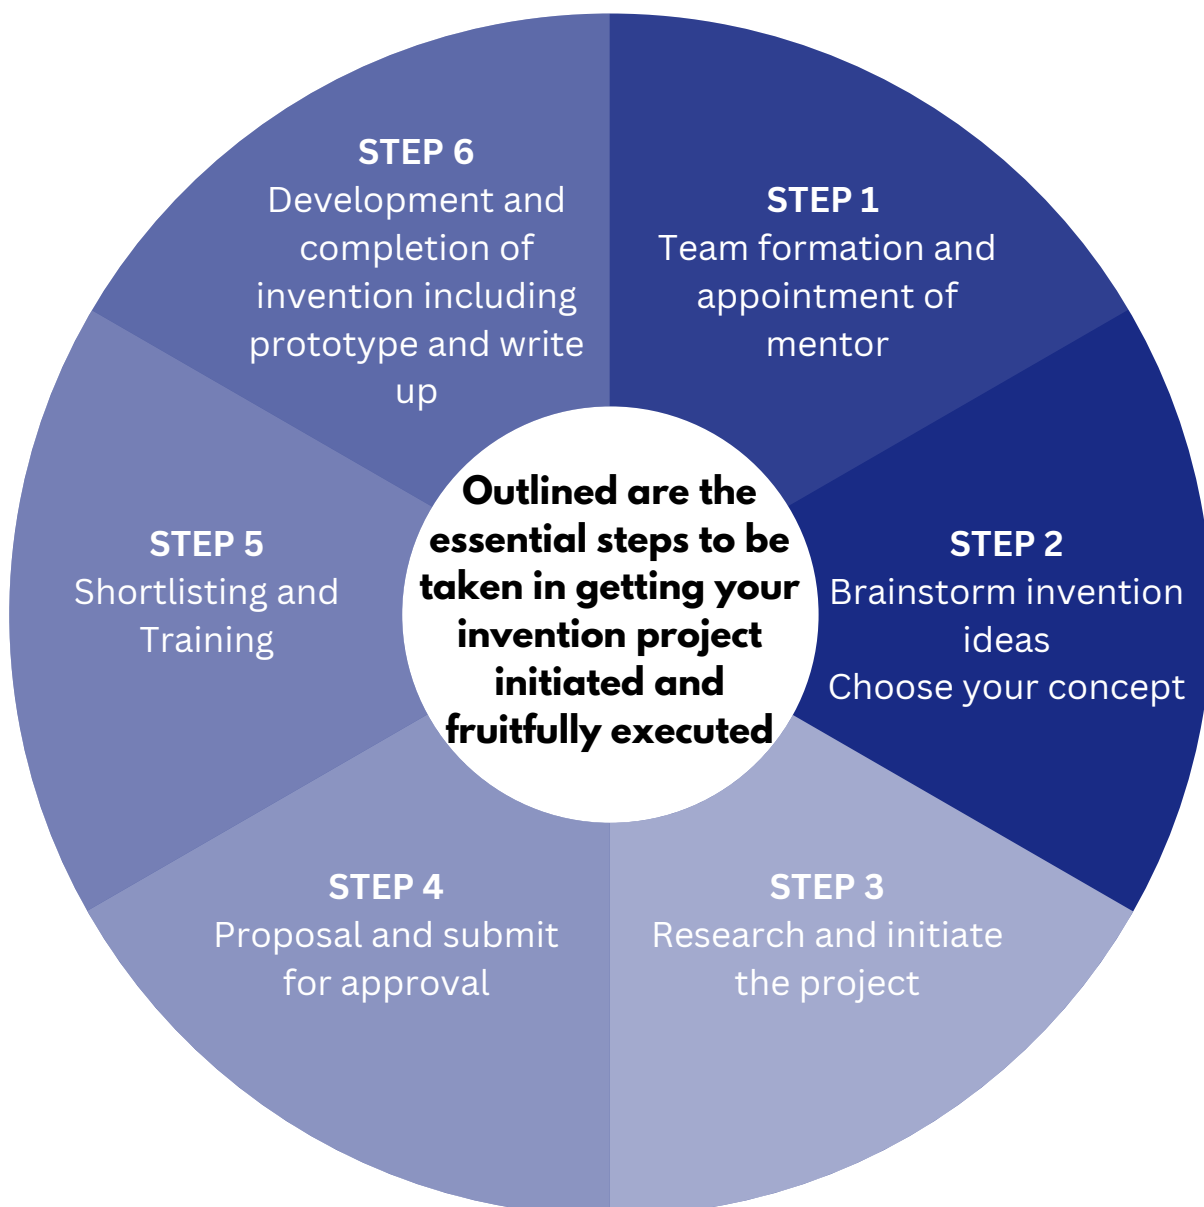 STEP 1
Team formation and
appointment of
mentor
STEP 2
Brainstorm invention
ideas
Choose your concept
STEP 3
Research and initiate
the project
STEP 4
Proposal and submit
for approval
STEP 5
Shortlisting and
Training
STEP 6
Development and
completion of
invention including
prototype and write
up
Outlined are the
essential steps to be
taken in getting your
invention project
initiated and
fruitfully executed